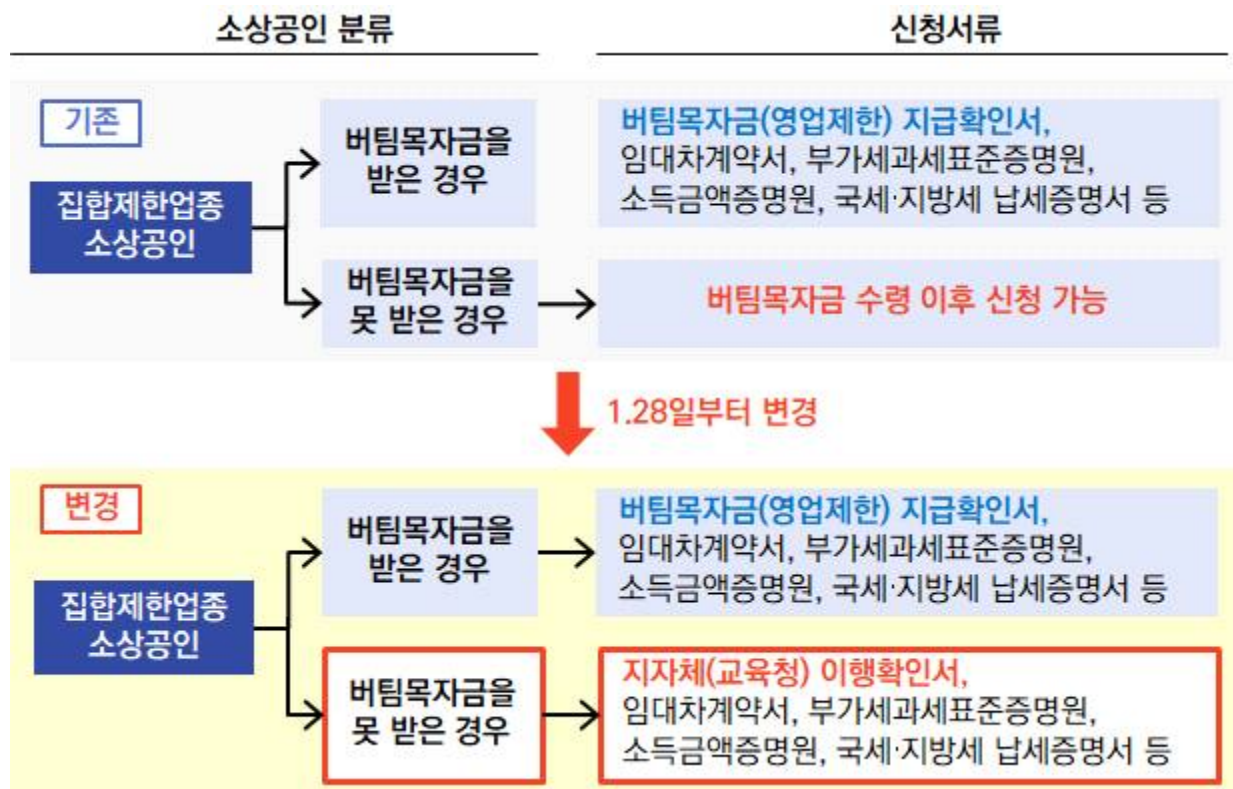 소상공인 분류
신청서류
기존
집합제한업종
소상공인
버팀목자금을
받은 경우
버팀목자금(영업제한) 지급확인서,
임대차계약서, 부가세과세표준증명원,
소득금액증명원, 국세·지방세 납세증명서 등
버팀목자금을
못 받은 경우
버팀목자금 수령 이후 신청 가능
1.28일부터 변경
변경
집합제한업종
소상공인
버팀목자금을
받은 경우
버팀목자금(영업제한) 지급확인서,
임대차계약서, 부가세과세표준증명원,
소득금액증명원, 국세·지방세 납세증명서 등
버팀목자금을
못 받은 경우
지자체(교육청) 이행확인서,
임대차계약서, 부가세과세표준증명원,
소득금액증명원, 국세·지방세 납세증명서 등